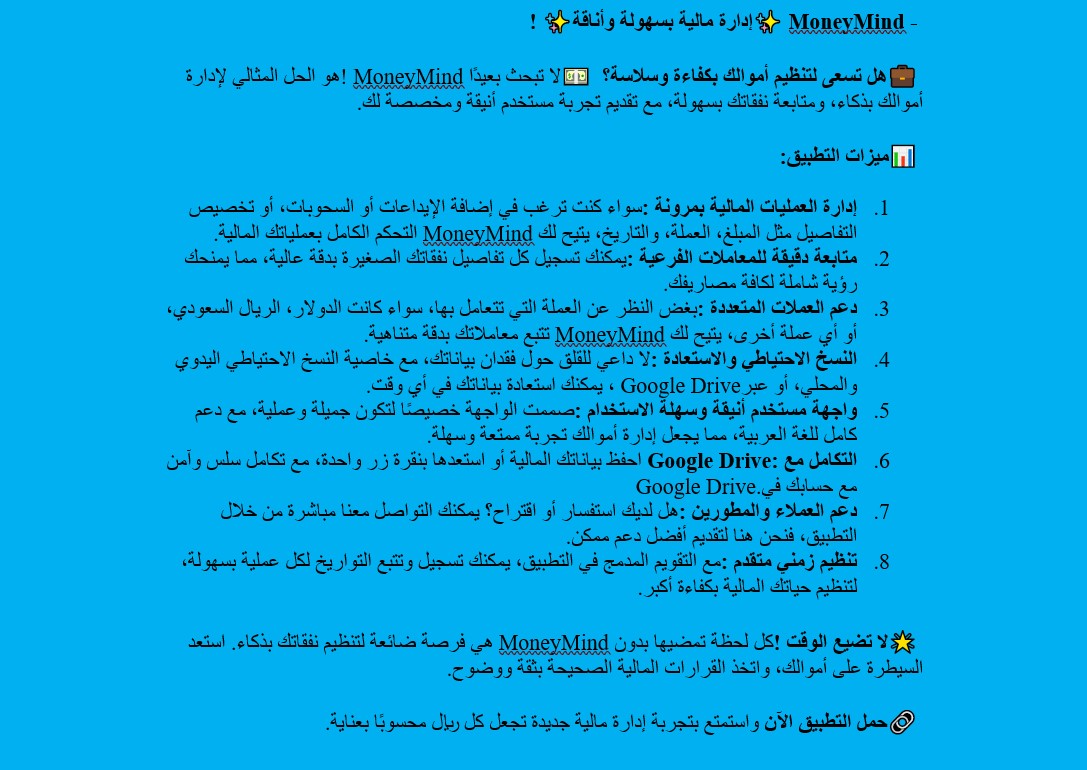 - MoneyMind ✨إدارة مالية بسهولة وأناقة✨ !
💼هل تسعى لتنظيم أموالك بكفاءة وسلاسة؟ 💵لا تبحث بعيدًا MoneyMind !هو الحل المثالي لإدارة
أموالك بذكاء، ومتابعة نفقاتك بسهولة، مع تقديم تجربة مستخدم أنيقة ومخصصة لك.
📊ميزات التطبيق:
1. إدارة العمليات المالية بمرونة :سواء كنت ترغب في إضافة الإيداعات أو السحوبات، أو تخصيص
التفاصيل مثل المبلغ، العملة، والتاريخ، يتيح لك MoneyMind التحكم الكامل بعملياتك المالية.
2. متابعة دقيقة للمعاملات الفرعية :يمكنك تسجيل كل تفاصيل نفقاتك الصغيرة بدقة عالية، مما يمنحك
رؤية شاملة لكافة مصاريفك.
3. دعم العملات المتعددة :بغض النظر عن العملة التي تتعامل بها، سواء كانت الدولار، الريال السعودي،
أو أي عملة أخرى، يتيح لك MoneyMind تتبع معاملاتك بدقة متناهية.
4. النسخ الاحتياطي والاستعادة :لا داعي للقلق حول فقدان بياناتك، مع خاصية النسخ الاحتياطي اليدوي
والمحلي، أو عبر Google Drive ، يمكنك استعادة بياناتك في أي وقت.
5. واجهة مستخدم أنيقة وسهلة الاستخدام :صممت الواجهة خصيصًا لتكون جميلة وعملية، مع دعم
كامل للغة العربية، مما يجعل إدارة أموالك تجربة ممتعة وسهلة.
6. التكامل مع :Google Drive احفظ بياناتك المالية أو استعدها بنقرة زر واحدة، مع تكامل سلس وآمن
مع حسابك في.Google Drive
7. دعم العملاء والمطورين :هل لديك استفسار أو اقتراح؟ يمكنك التواصل معنا مباشرة من خلال
التطبيق، فنحن هنا لتقديم أفضل دعم ممكن.
8. تنظيم زمني متقدم :مع التقويم المدمج في التطبيق، يمكنك تسجيل وتتبع التواريخ لكل عملية بسهولة،
لتنظيم حياتك المالية بكفاءة أكبر.
🌟لا تضيع الوقت !كل لحظة تمضيها بدون MoneyMind هي فرصة ضائعة لتنظيم نفقاتك بذكاء. استعد
السيطرة على أموالك، واتخذ القرارات المالية الصحيحة بثقة ووضوح.
🔗حمل التطبيق الآن واستمتع بتجربة إدارة مالية جديدة تجعل كل ريال محسوبًا بعناية.